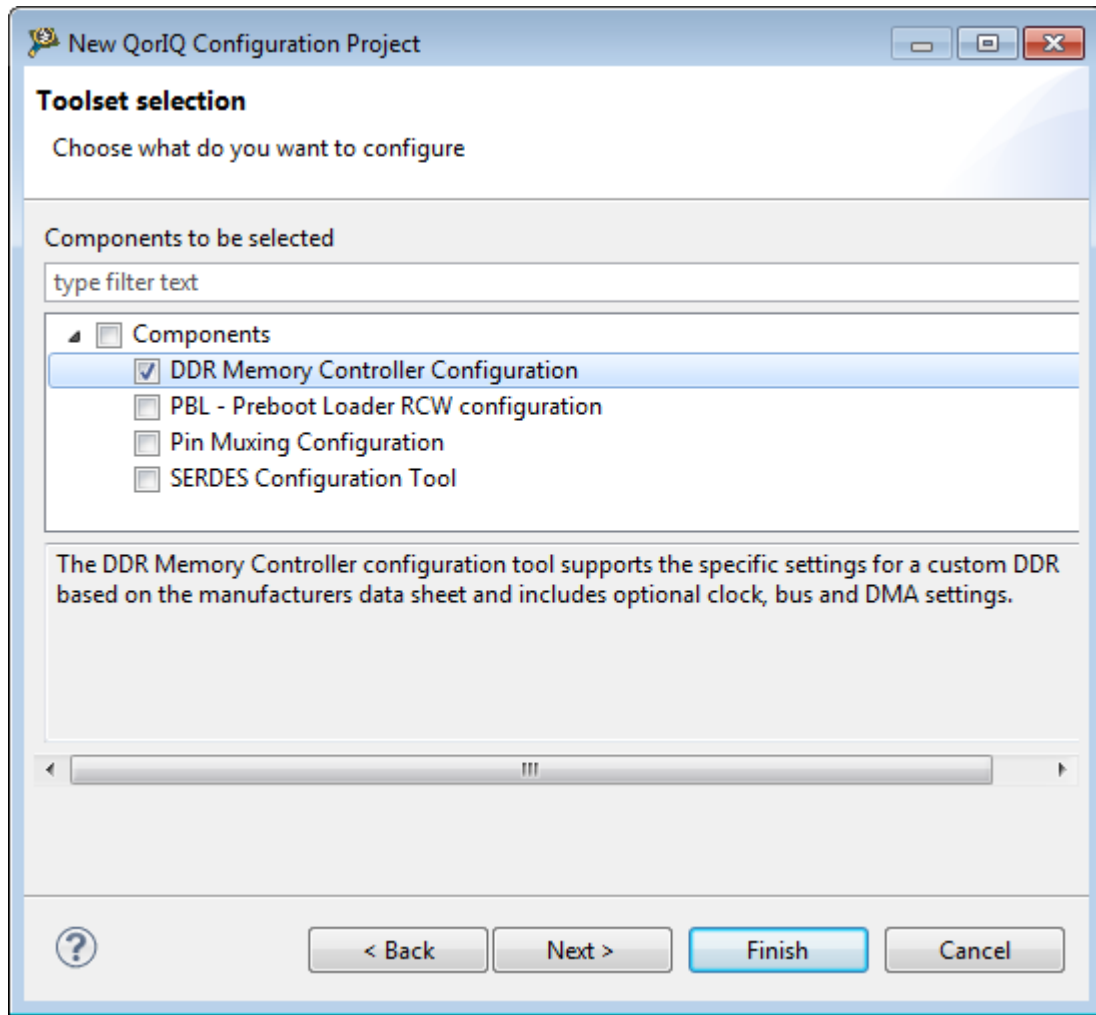 New QorIQ Configuration Project
Toolset selection
Choose what do you want to configure
Components to be selected
type filter text
Components
DDR Memory Controller Configuration
PBL - Preboot Loader RCW configuration
Pin Muxing Configuration
SERDES Configuration Tool
The DDR Memory Controller configuration tool supports the specific settings for a custom DDR
based on the manufacturers data sheet and includes optional clock, bus and DMA settings.
?
< Back
Next >
Finish
Cancel